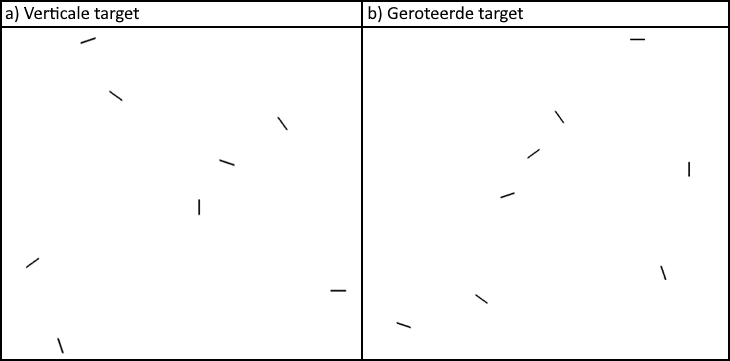 a) Verticale target
b) Geroteerde target